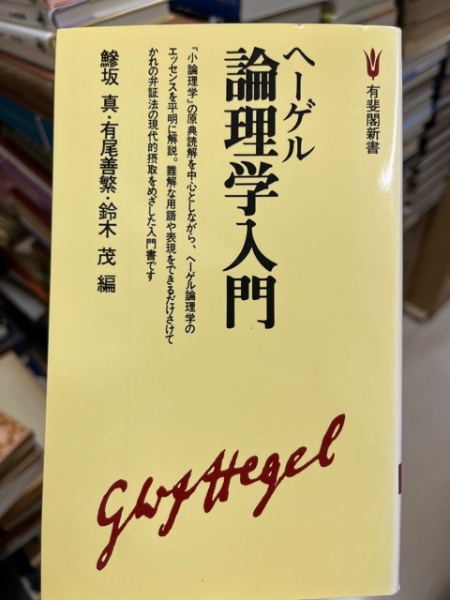 有斐閣新書
ヘーゲル
論理学入門
『小論理学』の原典読解を中心としながら、ヘーゲル論理学の
エッセンスを平明に解説。難解な用語や表現をできるだけさけて
かれの弁証法の現代的摂取をめざした入門書です
鰺坂 真・有尾善繁・鈴木 茂 編
GWFHegel